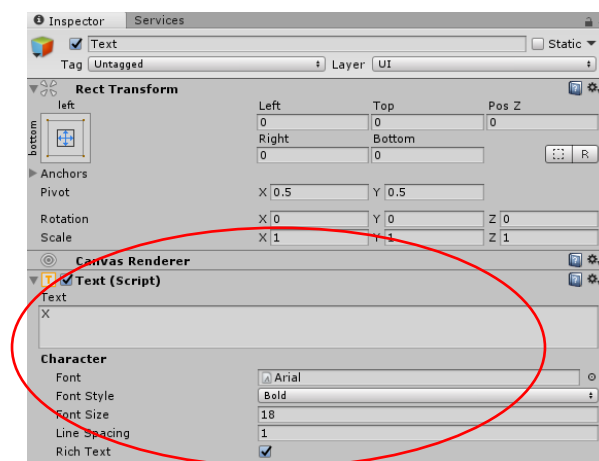 Inspector Services
Text Static
Tag Untagged Layer UI
Rect Transform
left Left Top Pos Z
0 0 0
bottom Right Bottom
0 0 R
Anchors
Pivot X 0.5 Y 0.5
Rotation X 0 Y 0 Z 0
Scale X 1 Y 1 Z 1
Canvas Renderer
T Text (Script)
Text
X
Character
Font Arial
Font Style Bold
Font Size 18
Line Spacing 1
Rich Text